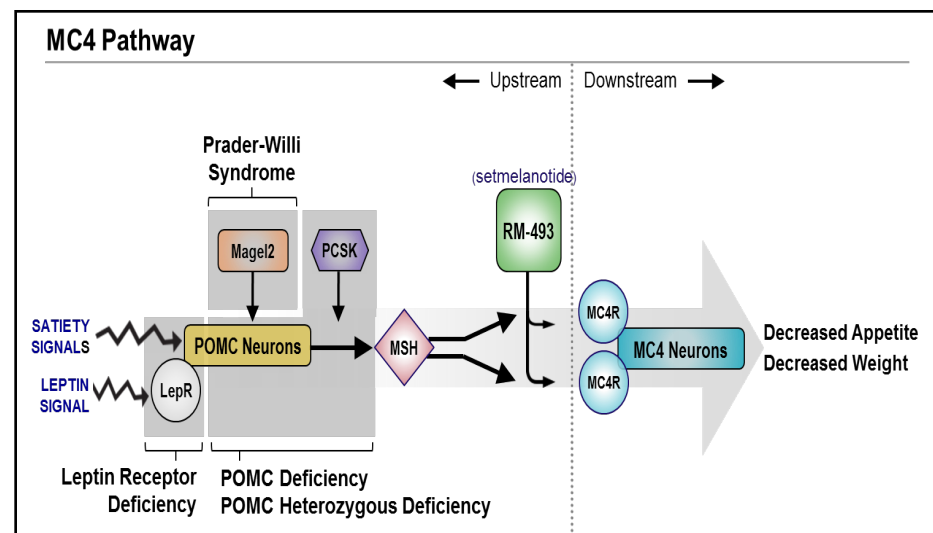 MC4 Pathway
Upstream
Downstream
Prader-Willi
Syndrome
(setmelanotide)
RM-493
Magel2
PCSK
MC4R
SATIETY
SIGNALS
POMC Neurons
MSH
MC4 Neurons
Decreased Appetite
Decreased Weight
LEPTIN
SIGNAL
LepR
MC4R
Leptin Receptor
Deficiency
POMC Deficiency
POMC Heterozygous Deficiency